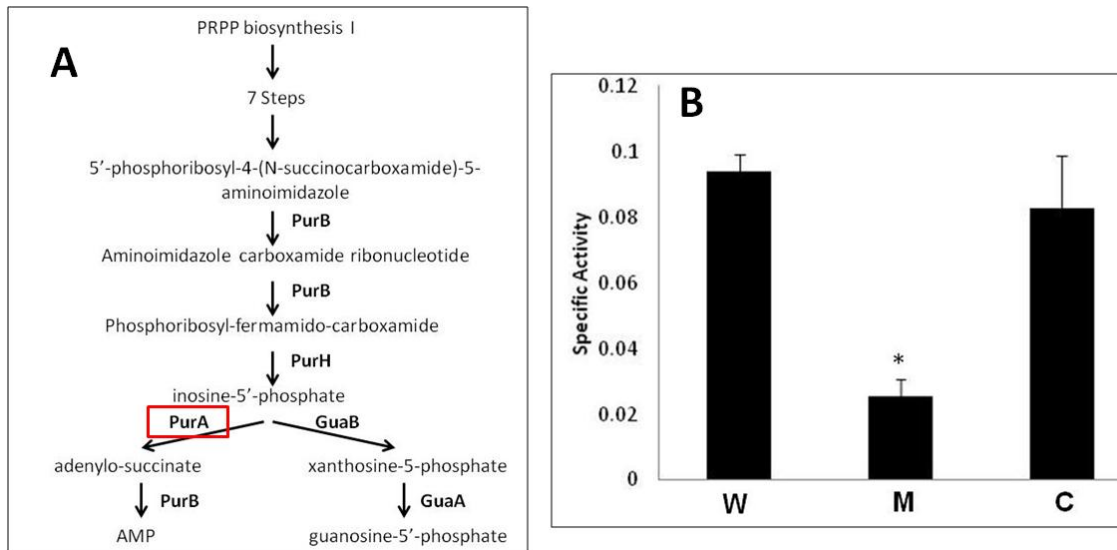 A
PRPP biosynthesis I
7 Steps
5’-phosphoribosyl-4-(N-succinocarboxamide)-5-
aminoimidazole
PurB
Aminoimidazole carboxamide ribonucleotide
PurB
Phosphoribosyl-fermamido-carboxamide
PurH
inosine-5’-phosphate
PurA GuaB
adenylo-succinate xanthosine-5-phosphate
PurB GuaA
AMP guanosine-5’-phosphate
B
Specific Activity
0.12
0.1
0.08
0.06
0.04
0.02
0
*
W M C